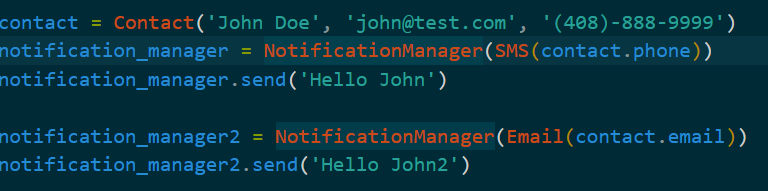 contact = Contact('John Doe', 'john@test.com', '(408)-888-9999')
notification_manager = NotificationManager(SMS(contact.phone))
notification_manager.send('Hello John')
notification_manager2 = NotificationManager(Email(contact.email))
notification_manager2.send('Hello John2')